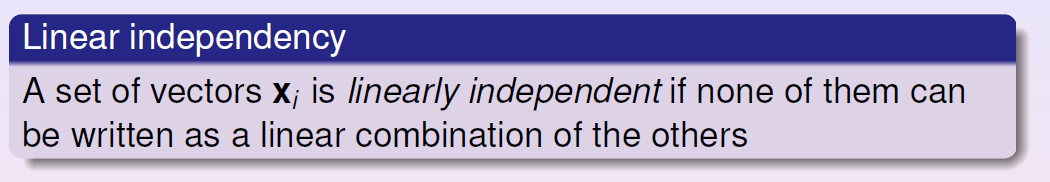 Linear independency
A set of vectors xi is linearly independent if none of them can
be written as a linear combination of the others